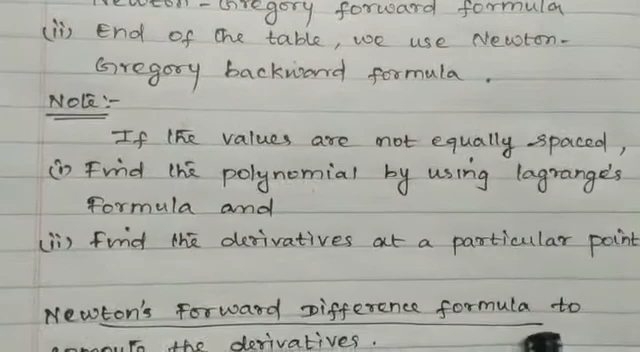 Newton-Gregory forward formula
(ii) End of the table, we use Newton-
Gregory backward formula.
Note:-
If the values are not equally spaced,
(i) Find the polynomial by using lagrange's
Formula and
(ii) Find the derivatives at a particular point
Newton's Forward Difference formula to
compute the derivatives.